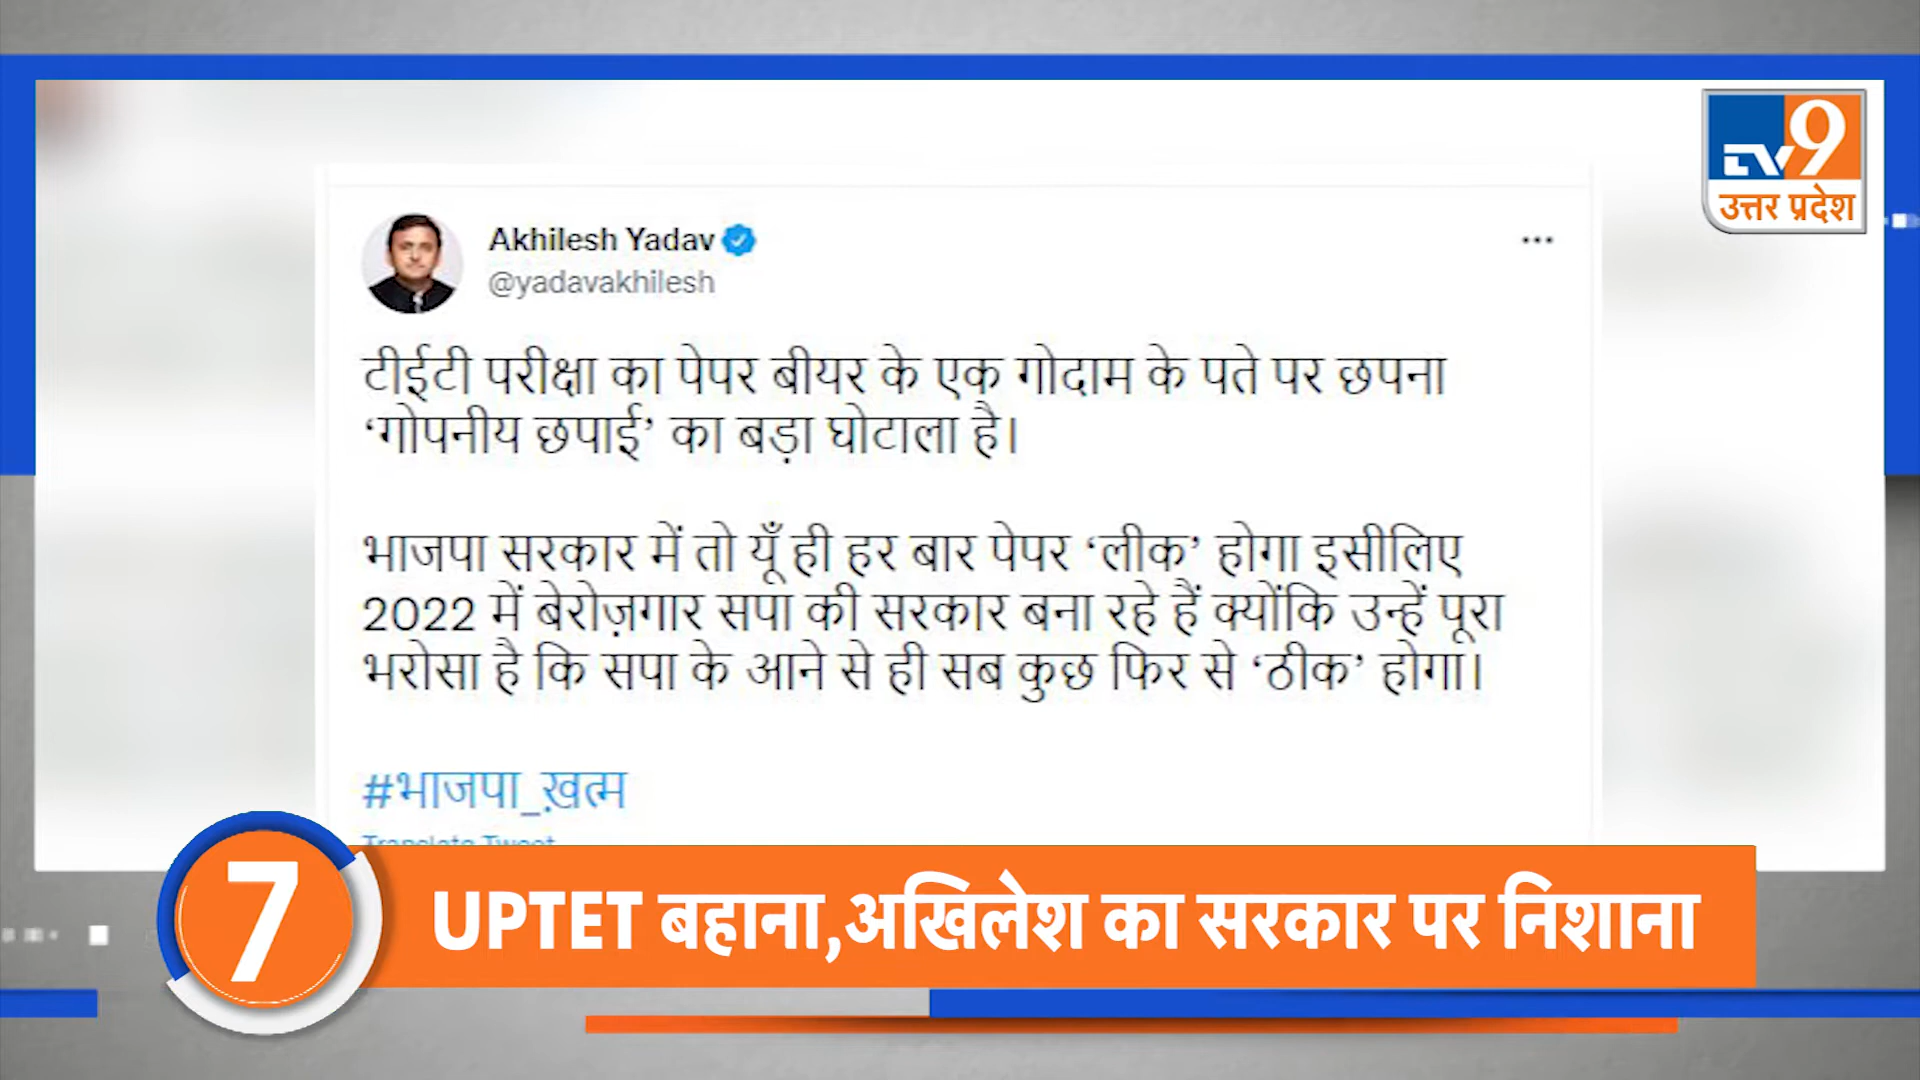 TV9
उत्तर प्रदेश
Akhilesh Yadav
@yadavakhilesh
टीईटी परीक्षा का पेपर बीयर के एक गोदाम के पते पर छपना
‘गोपनीय छपाई’ का बड़ा घोटाला है।
भाजपा सरकार में तो यूँ ही हर बार पेपर ‘लीक’ होगा इसीलिए
2022 में बेरोज़गार सपा की सरकार बना रहे हैं क्योंकि उन्हें पूरा
भरोसा है कि सपा के आने से ही सब कुछ फिर से ‘ठीक’ होगा।
#भाजपा_ख़त्म
Translate Tweet
7
UPTET बहाना,अखिलेश का सरकार पर निशाना